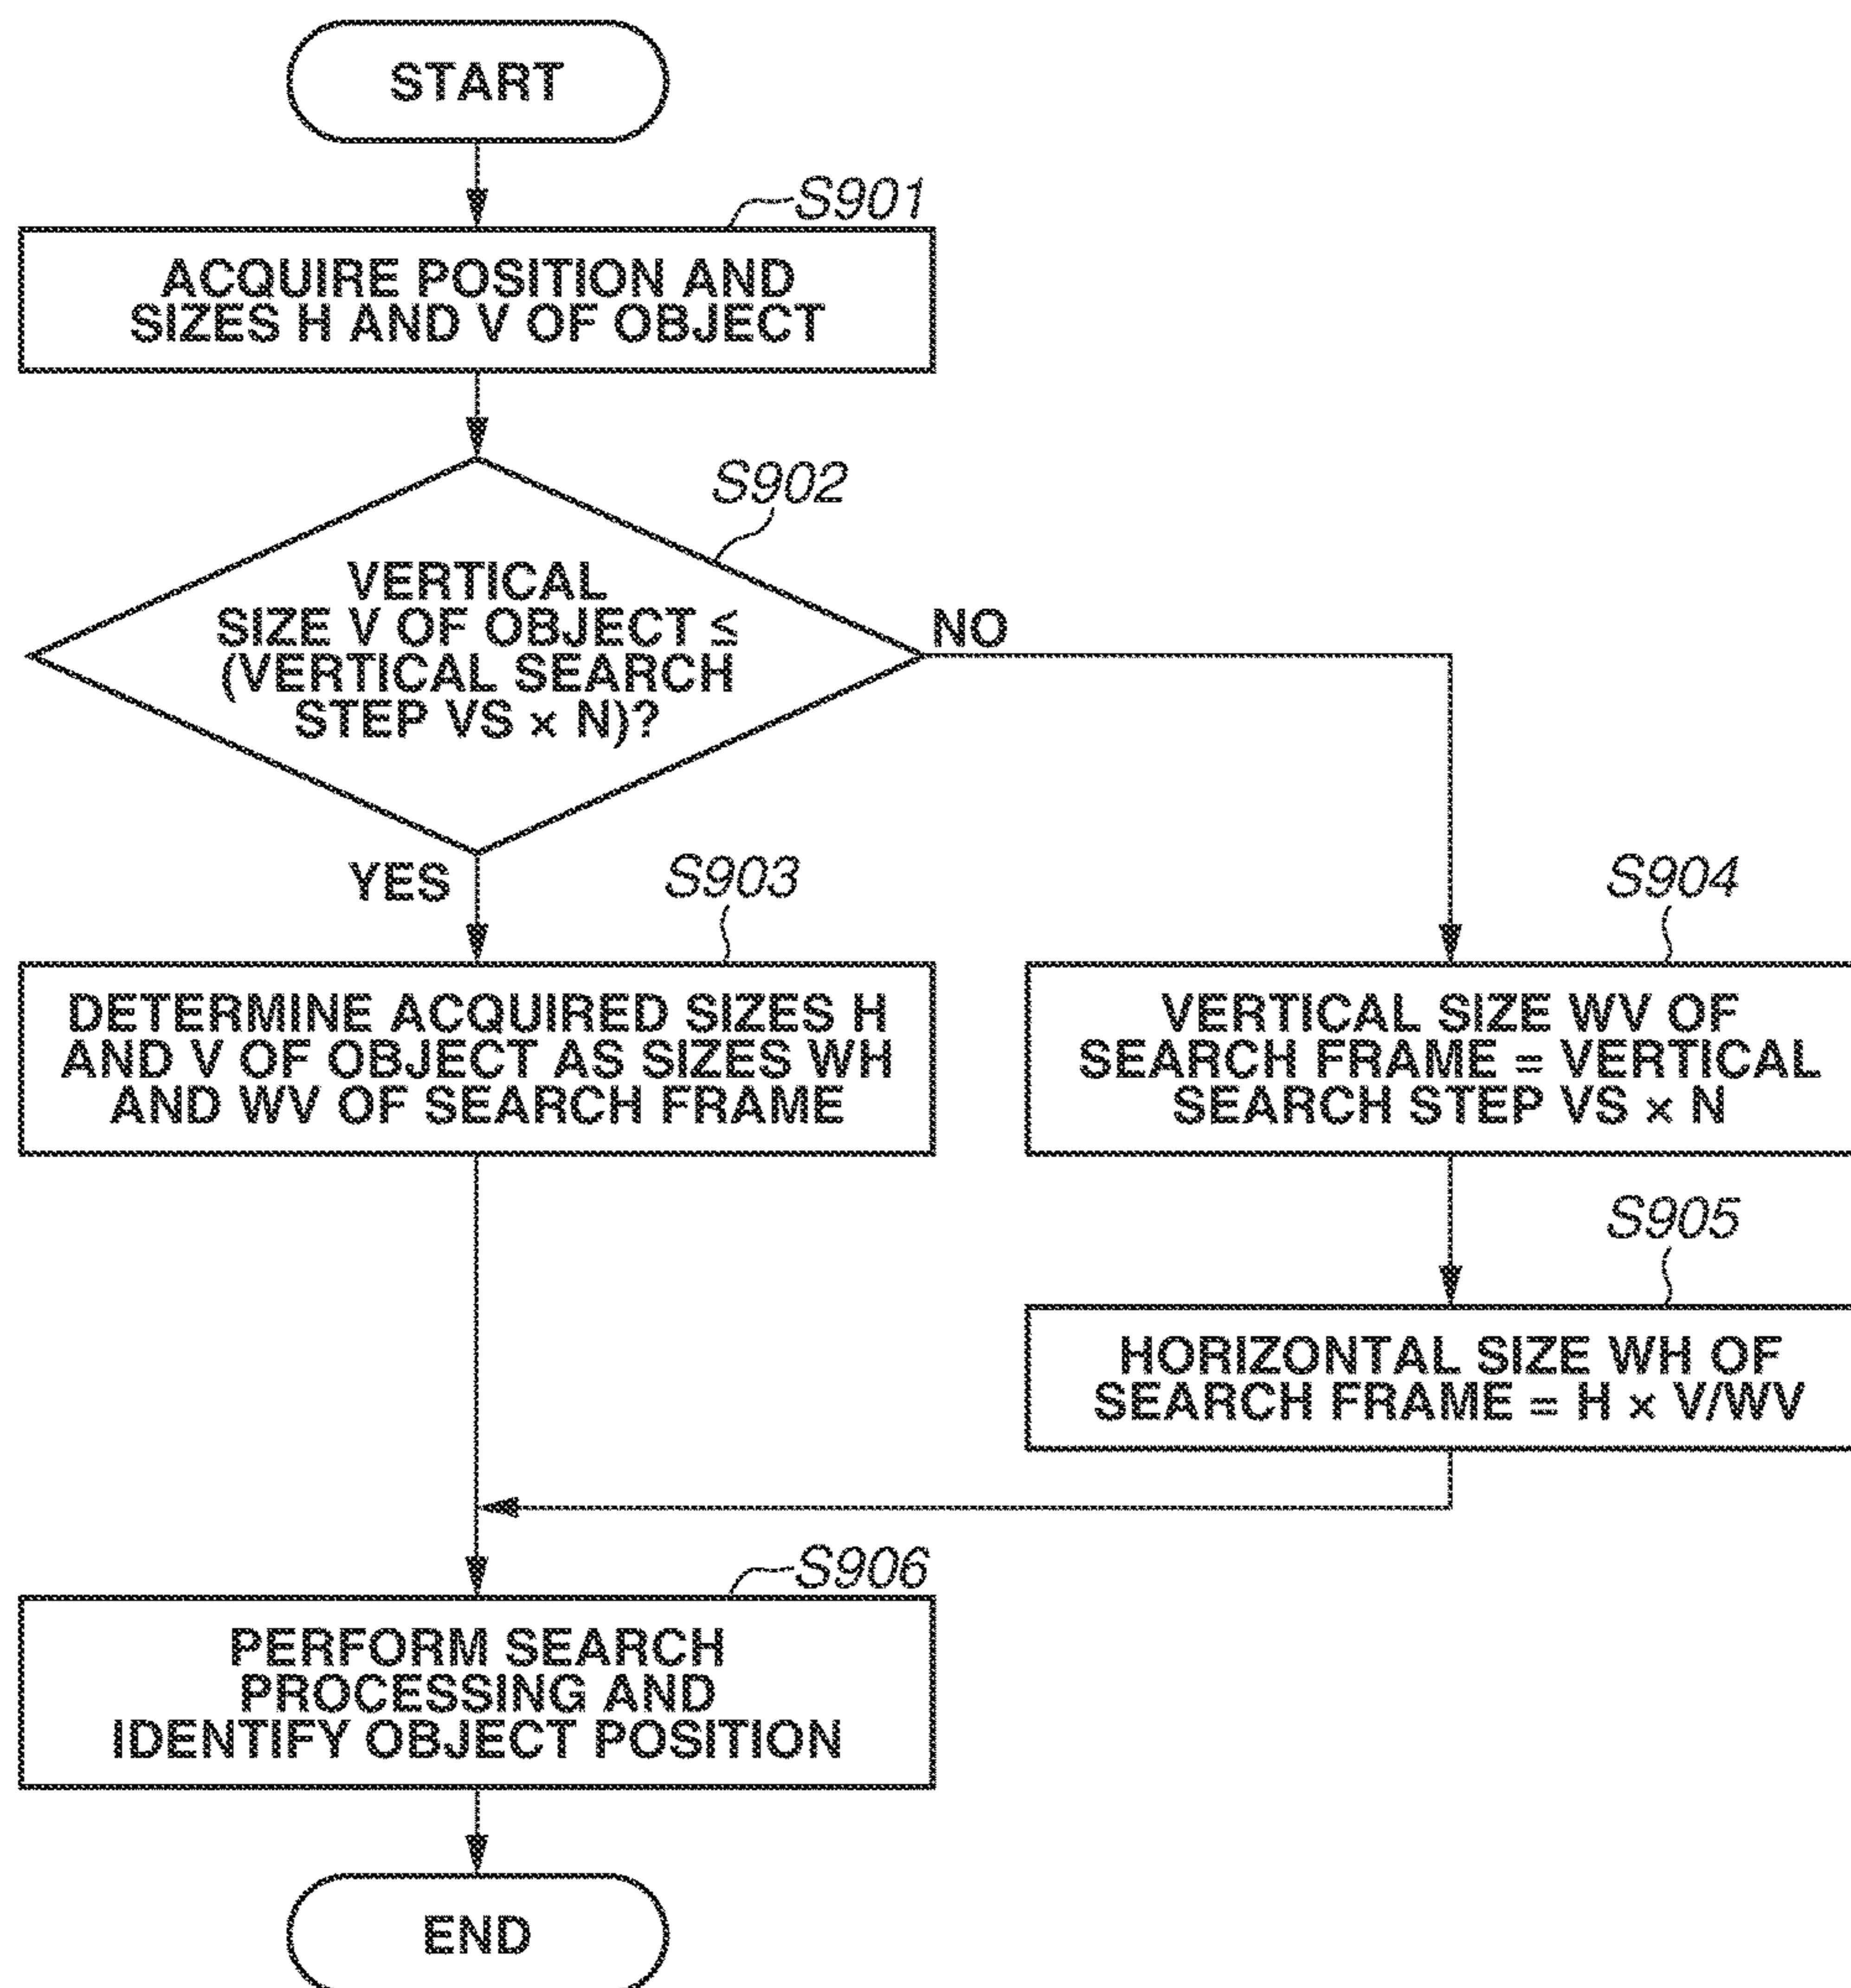 START
S901
ACQUIRE POSITION AND
SIZES H AND V OF OBJECT
S902
VERTICAL
SIZE V OF OBJECT ≤
(VERTICAL SEARCH
STEP VS × N)?
NO
YES
S903
DETERMINE ACQUIRED SIZES H
AND V OF OBJECT AS SIZES WH
AND WV OF SEARCH FRAME
S904
VERTICAL SIZE WV OF
SEARCH FRAME = VERTICAL
SEARCH STEP VS × N
S905
HORIZONTAL SIZE WH OF
SEARCH FRAME = H × V/WV
S906
PERFORM SEARCH
PROCESSING AND
IDENTIFY OBJECT POSITION
END